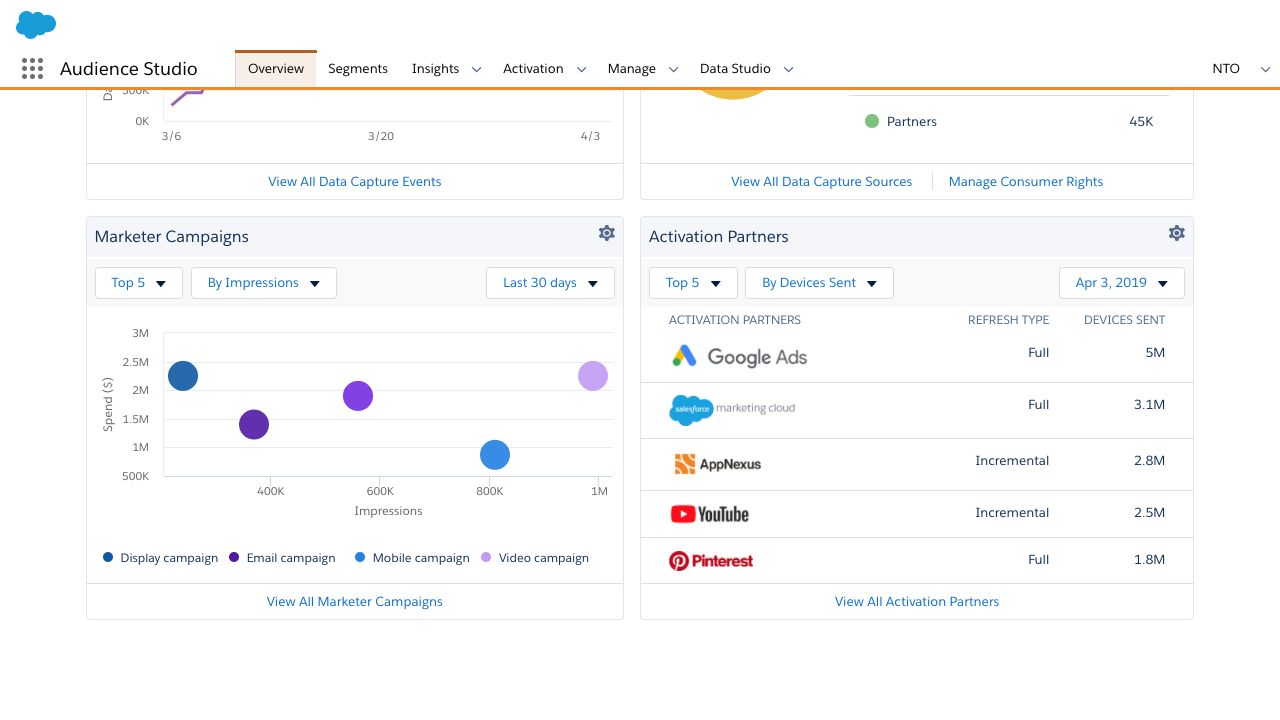 Audience Studio
Overview
Segments
Insights
Activation
Manage
Data Studio
NTO
500K
0K
3/6
3/20
4/3
View All Data Capture Events
Partners
45K
View All Data Capture Sources
Manage Consumer Rights
Marketer Campaigns
Top 5
By Impressions
Last 30 days
Spend ($)
3M
2.5M
2M
1.5M
1M
500K
400K
600K
800K
1M
Impressions
Display campaign
Email campaign
Mobile campaign
Video campaign
View All Marketer Campaigns
Activation Partners
Top 5
By Devices Sent
Apr 3, 2019
ACTIVATION PARTNERS
REFRESH TYPE
DEVICES SENT
Google Ads
Full
5M
salesforce marketing cloud
Full
3.1M
AppNexus
Incremental
2.8M
YouTube
Incremental
2.5M
Pinterest
Full
1.8M
View All Activation Partners